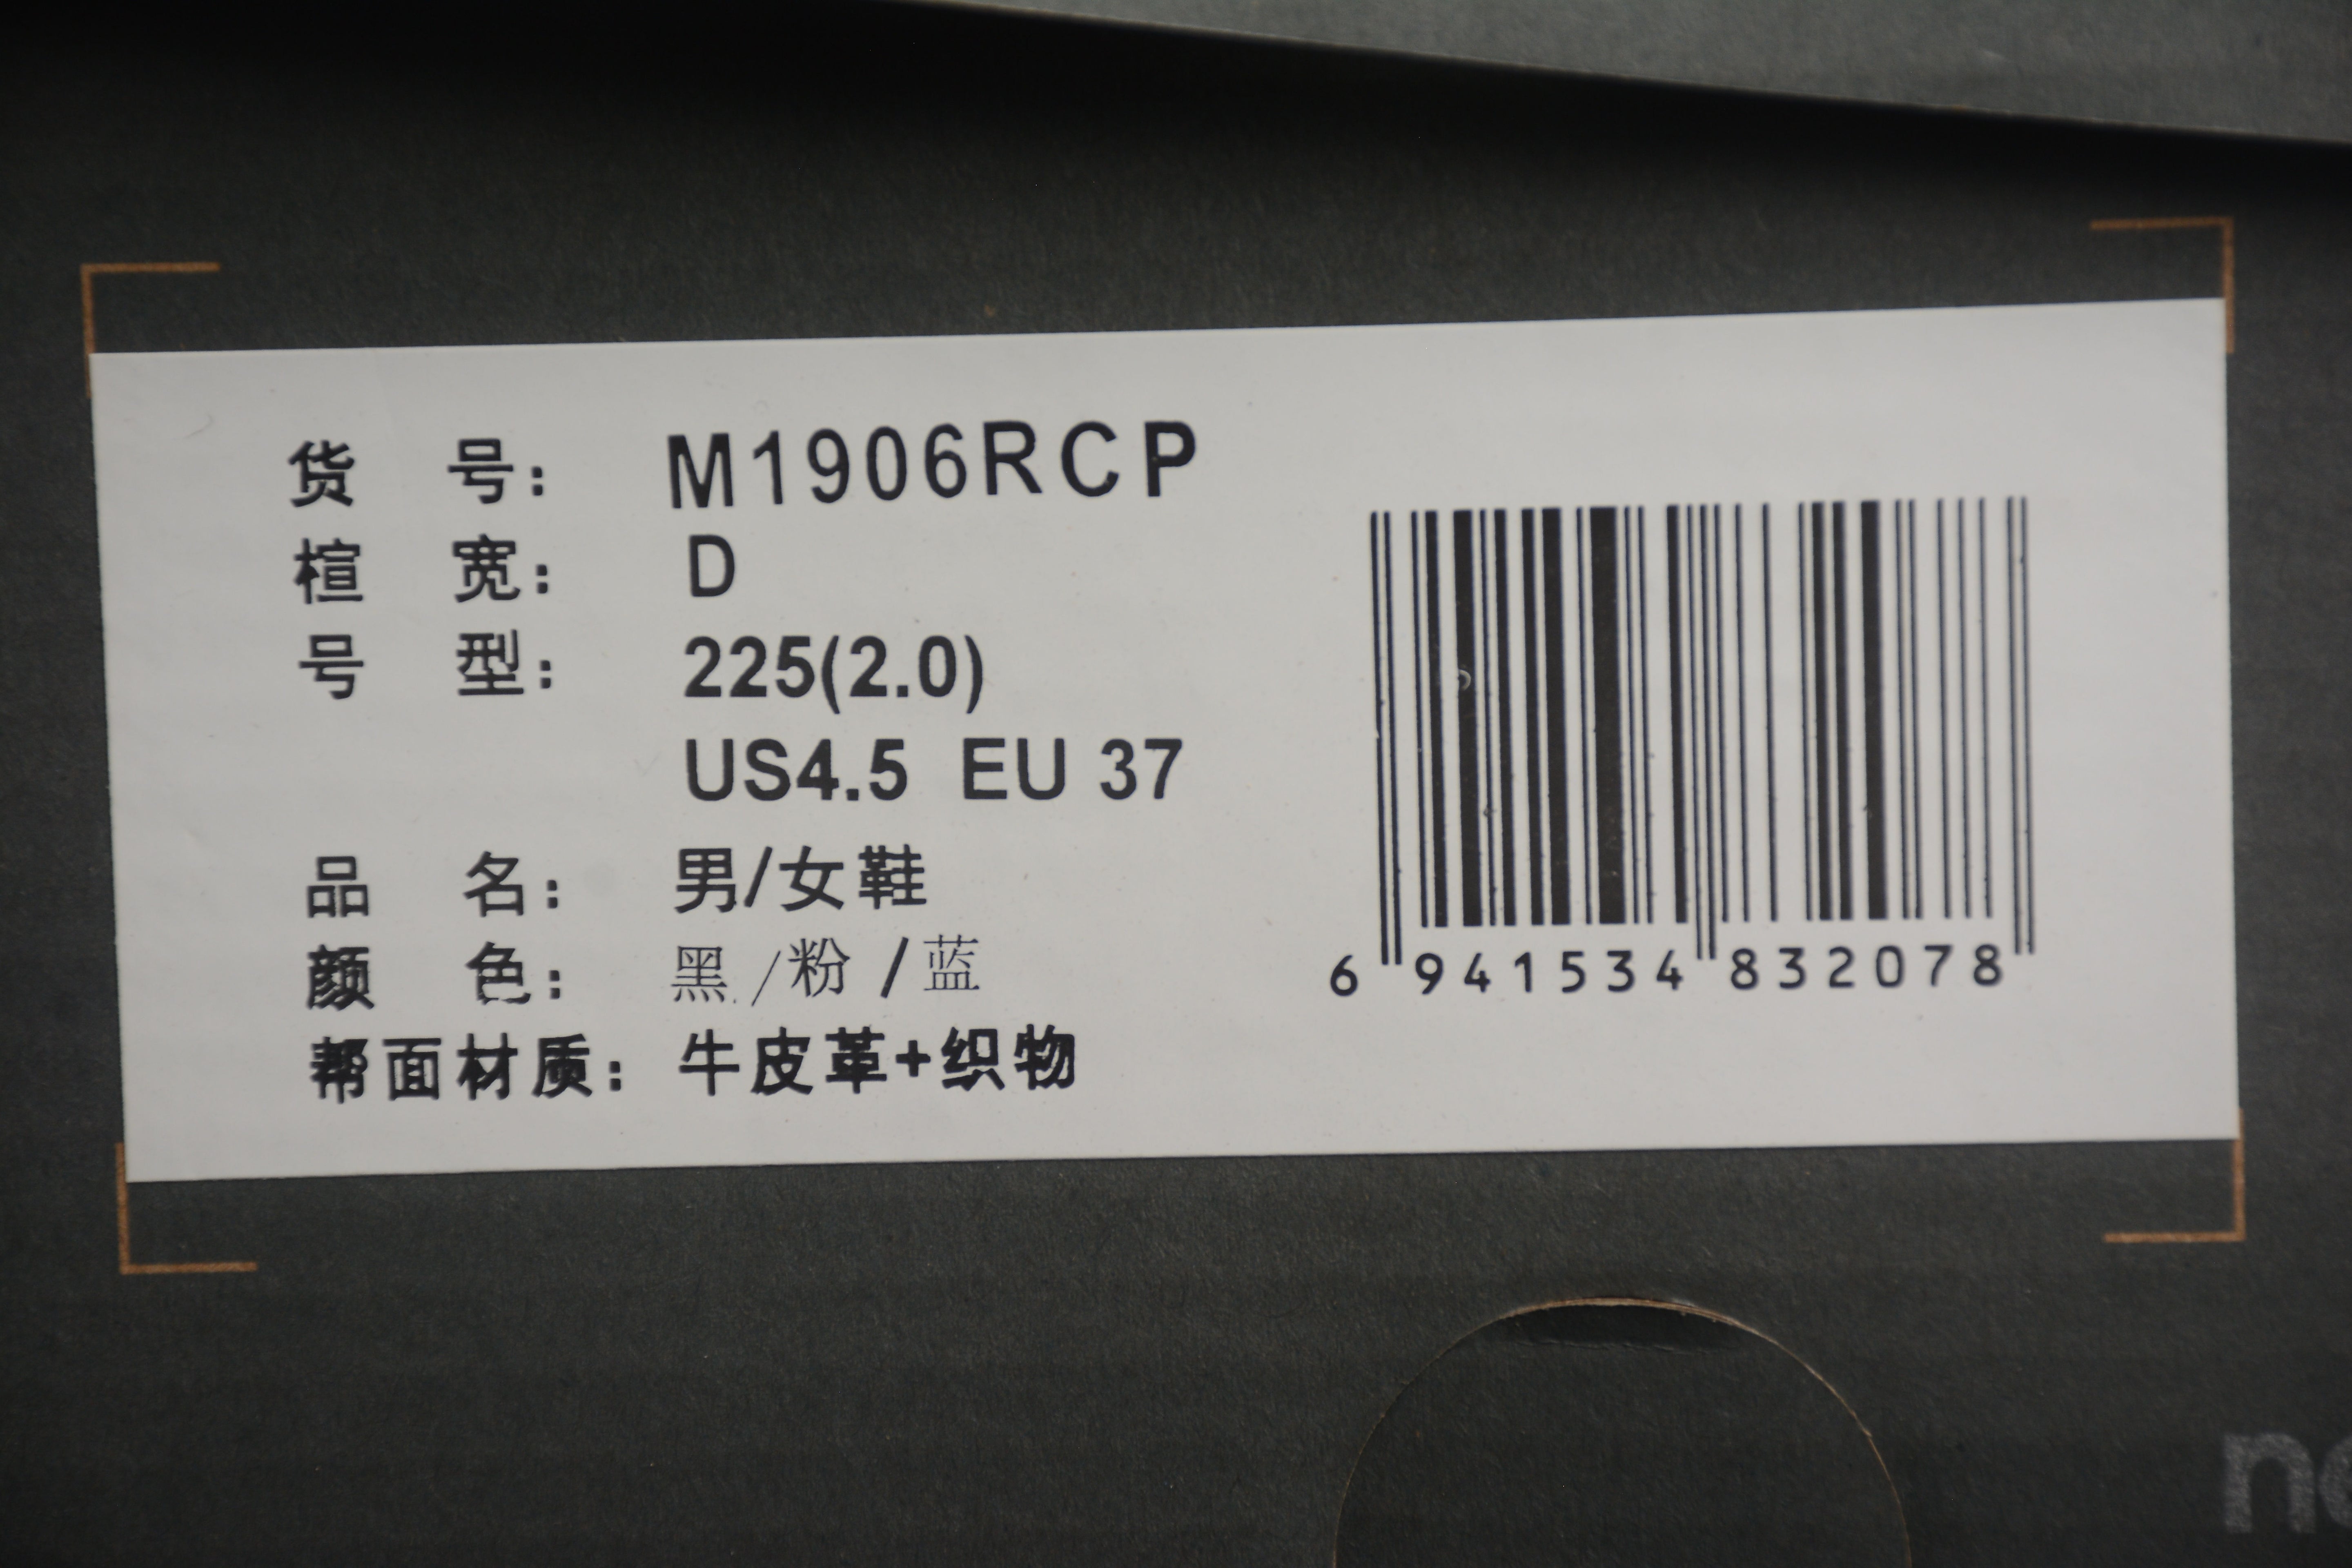 货 号: M1906RCP
楦 宽: D
号 型: 225(2.0)
US4.5 EU 37
品 名: 男/女鞋
颜 色: 黑/粉/蓝
帮面材质: 牛皮革+织物
6 941534 832078
ne